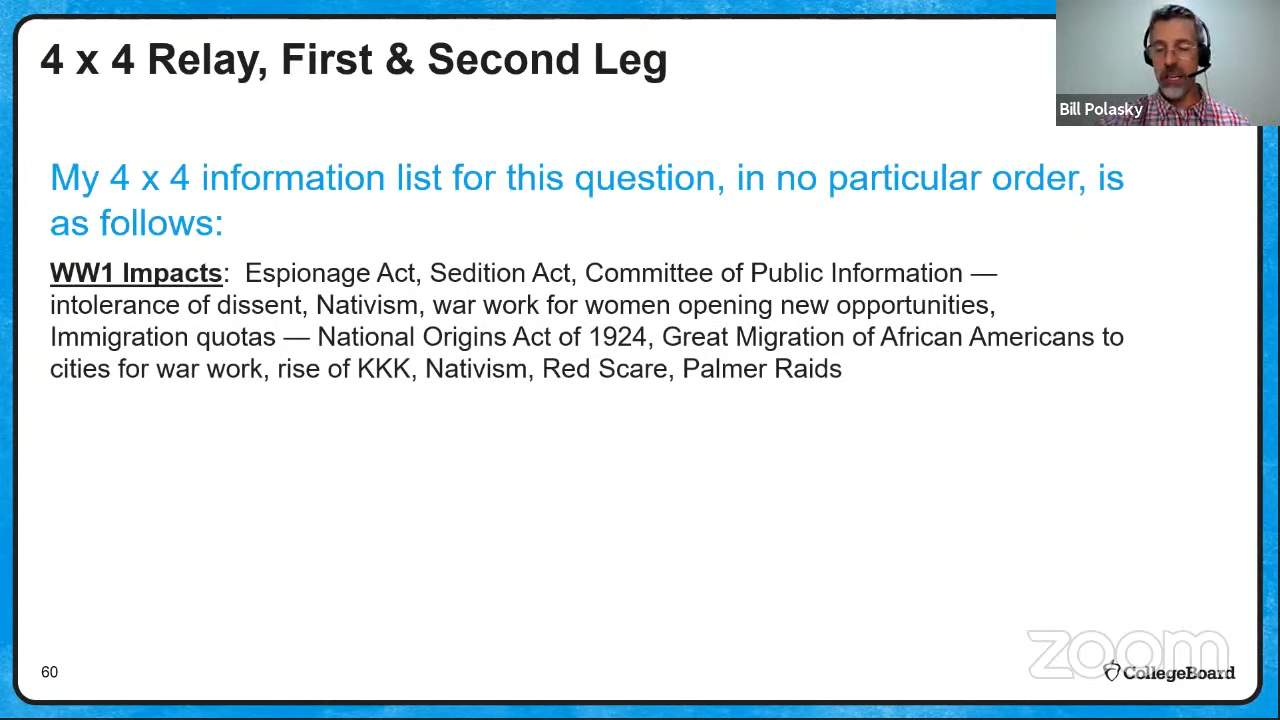 4 x 4 Relay, First & Second Leg
Bill Polasky
My 4 x 4 information list for this question, in no particular order, is
as follows:
WW1 Impacts:  Espionage Act, Sedition Act, Committee of Public Information —
intolerance of dissent, Nativism, war work for women opening new opportunities,
Immigration quotas — National Origins Act of 1924, Great Migration of African Americans to
cities for war work, rise of KKK, Nativism, Red Scare, Palmer Raids
60
zoom
CollegeBoard